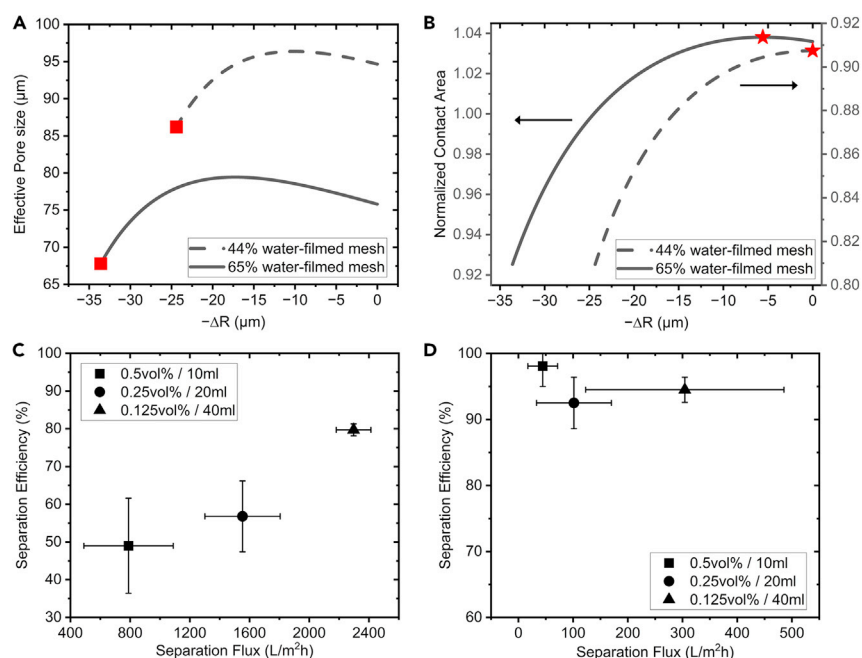 A
100
95
90
85
80
75
70
65
Effective Pore size (µm)
44% water-filmed mesh
65% water-filmed mesh
−35 −30 −25 −20 −15 −10 −5 0
−ΔR (µm)
B
1.04
1.02
1.00
0.98
0.96
0.94
0.92
Normalized Contact Area
0.92
0.90
0.88
0.86
0.84
0.82
0.80
44% water-filmed mesh
65% water-filmed mesh
−35 −30 −25 −20 −15 −10 −5 0
−ΔR (µm)
C
100
90
80
70
60
50
40
30
Separation Efficiency (%)
0.5vol% / 10ml
0.25vol% / 20ml
0.125vol% / 40ml
400 800 1200 1600 2000 2400
Separation Flux (L/m²h)
D
100
90
80
70
60
Separation Efficiency (%)
0.5vol% / 10ml
0.25vol% / 20ml
0.125vol% / 40ml
0 100 200 300 400 500
Separation Flux (L/m²h)